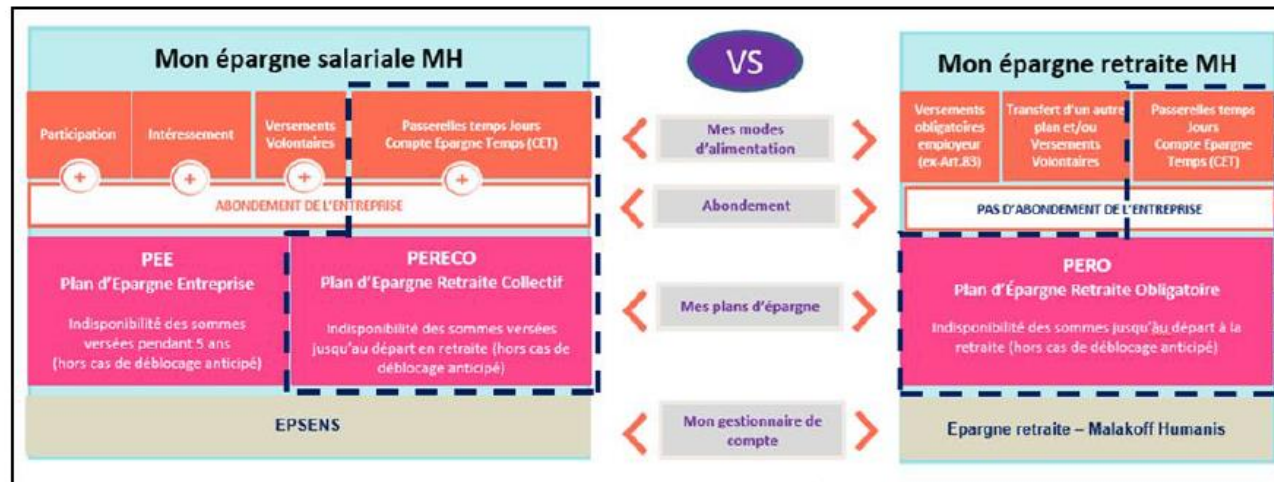 Mon épargne salariale MH
Participation
Intéressement
Versements
Volontaires
Passerelles temps Jours
Compte Epargne Temps (CET)
+
+
+
+
ABONDEMENT DE L'ENTREPRISE
PEE
Plan d'Epargne Entreprise
Indisponibilité des sommes
versées pendant 5 ans
(hors cas de déblocage anticipé)
PERECO
Plan d'Epargne Retraite Collectif
Indisponibilité des sommes versées
jusqu'au départ en retraite (hors cas de
déblocage anticipé)
EPSENS
VS
Mes modes
d'alimentation
Abondement
Mes plans d'épargne
Mon gestionnaire de
compte
Mon épargne retraite MH
Versements
obligatoires
employeur
(ex-Art.83)
Transfert d'un autre
plan et/ou
Versements
Volontaires
Passerelles temps
Jours
Compte Epargne
Temps (CET)
PAS D'ABONDEMENT DE L'ENTREPRISE
PERO
Plan d'Épargne Retraite Obligatoire
Indisponibilité des sommes jusqu'àu départ à la
retraite (hors cas de déblocage anticipé)
Epargne retraite – Malakoff Humanis